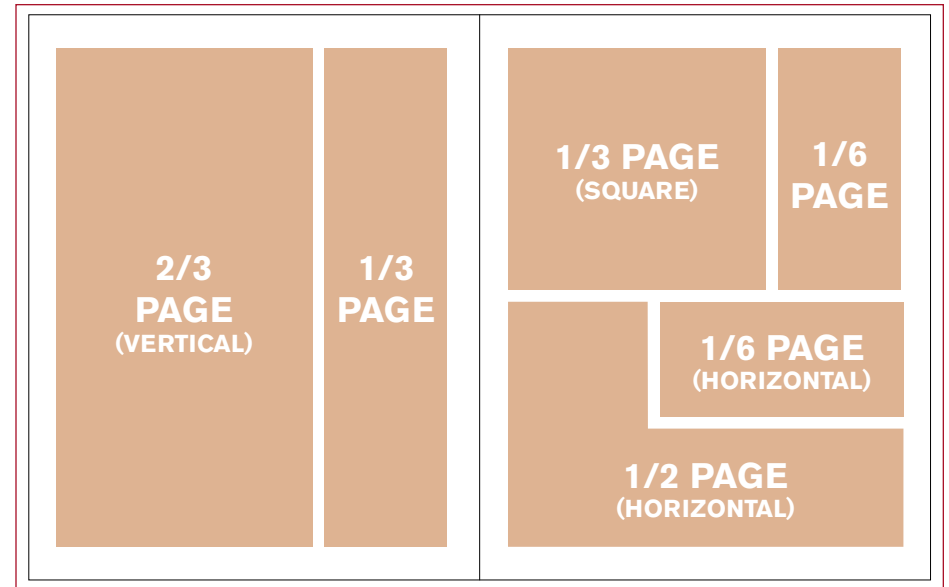 2/3
PAGE
(VERTICAL)
1/3
PAGE
1/3 PAGE
(SQUARE)
1/6
PAGE
1/6 PAGE
(HORIZONTAL)
1/2 PAGE
(HORIZONTAL)